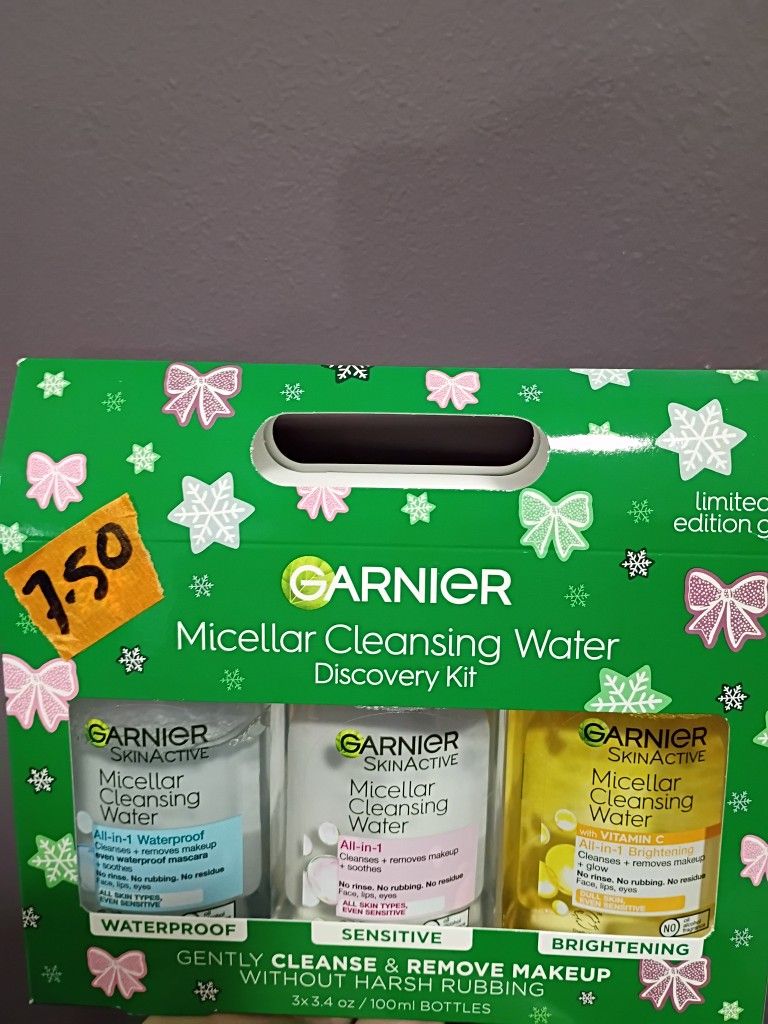 limited
edition g
7.50
GARNIER
Micellar Cleansing Water
Discovery Kit
GARNIER
SKINACTIVE
Micellar
Cleansing
Water
All-in-1 Waterproof
Cleanses + removes makeup
even waterproof mascara
+ soothes
No rinse. No rubbing. No residue
Face, lips, eyes
ALL SKIN TYPES,
EVEN SENSITIVE
WATERPROOF
GARNIER
SKINACTIVE
Micellar
Cleansing
Water
All-in-1
Cleanses + removes makeup
+ soothes
No rinse. No rubbing. No residue
Face, lips, eyes
ALL SKIN TYPES,
EVEN SENSITIVE
SENSITIVE
GARNIER
SKINACTIVE
Micellar
Cleansing
Water
with VITAMIN C
All-in-1 Brightening
Cleanses + removes makeup
+ glow
No rinse. No rubbing. No residue
Face, lips, eyes
DULL SKIN,
EVEN SENSITIVE
NO
BRIGHTENING
GENTLY CLEANSE & REMOVE MAKEUP
WITHOUT HARSH RUBBING
3x3.4 oz / 100ml BOTTLES